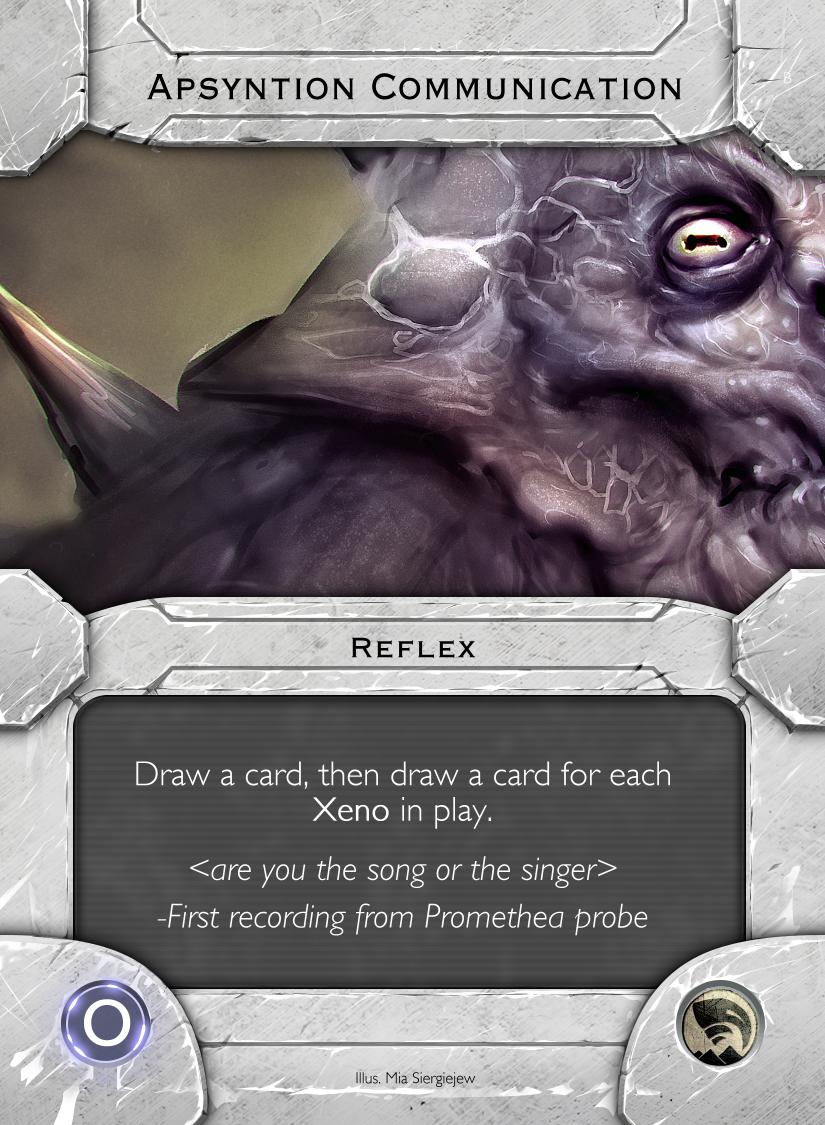 Apsyntion Communication
B
Reflex
Draw a card, then draw a card for each
Xeno in play.
<are you the song or the singer>
-First recording from Promethea probe
O
Illus. Mia Siergiejew